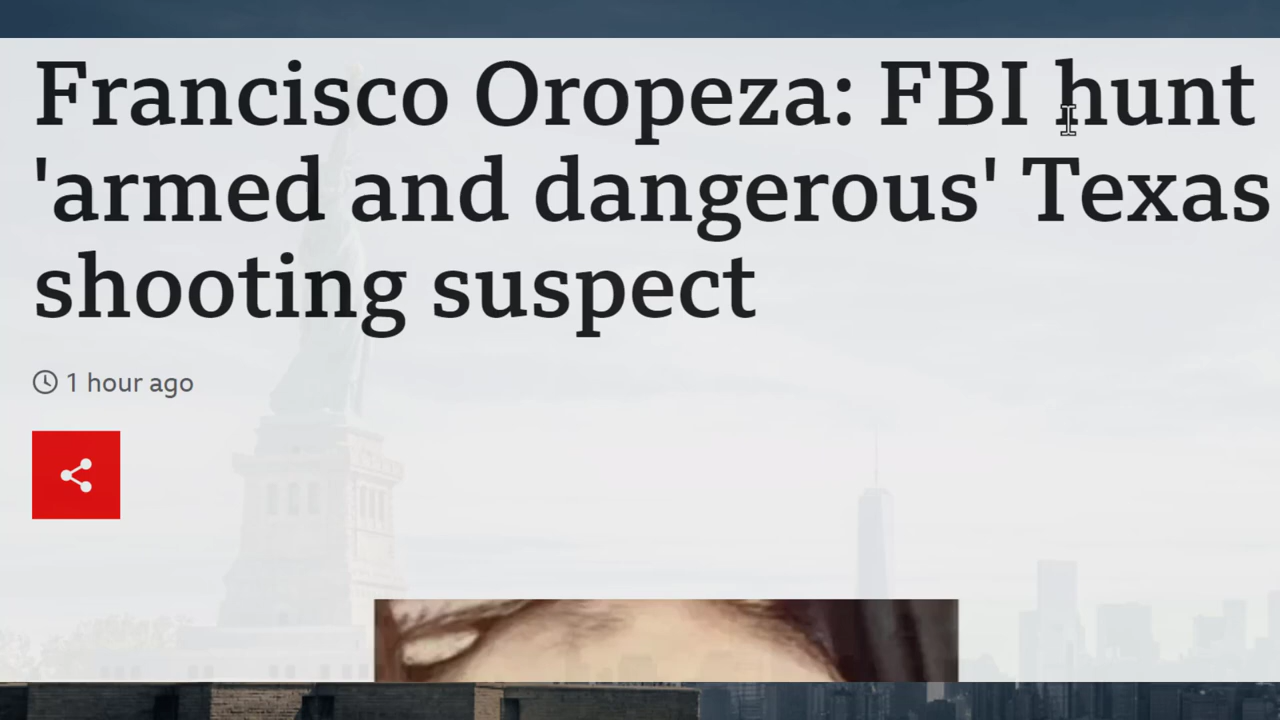 Francisco Oropeza: FBI hunt
'armed and dangerous' Texas
shooting suspect
1 hour ago